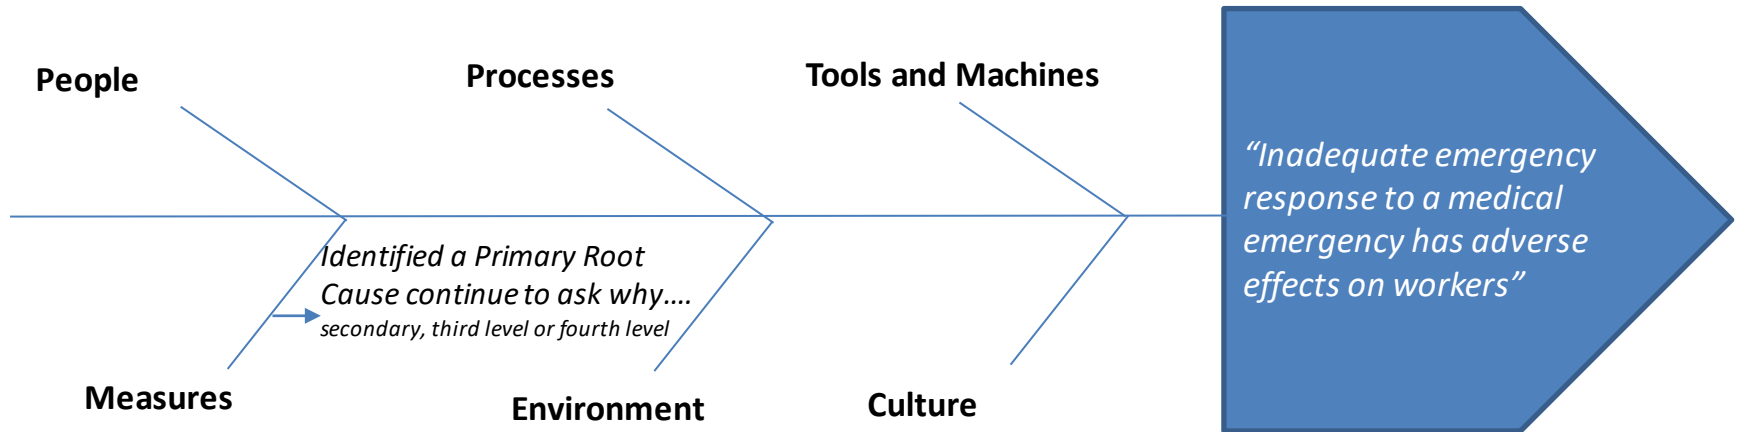 People
Processes
Tools and Machines
“Inadequate emergency
response to a medical
emergency has adverse
effects on workers”
Identified a Primary Root
Cause continue to ask why....
secondary, third level or fourth level
Measures
Environment
Culture